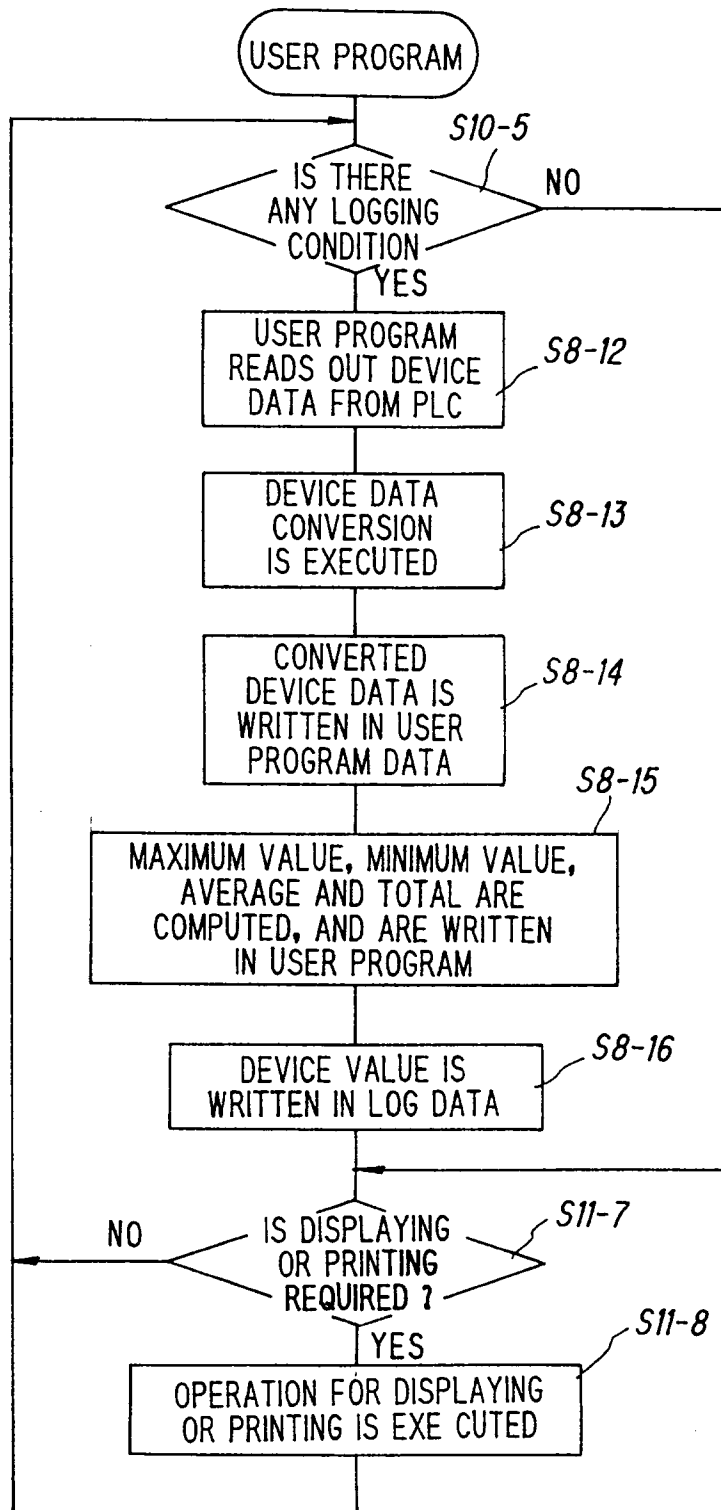 USER PROGRAM
S10-5
IS THERE
ANY LOGGING
CONDITION
NO
YES
USER PROGRAM
READS OUT DEVICE
DATA FROM PLC
S8-12
DEVICE DATA
CONVERSION
IS EXECUTED
S8-13
CONVERTED
DEVICE DATA IS
WRITTEN IN USER
PROGRAM DATA
S8-14
S8-15
MAXIMUM VALUE, MINIMUM VALUE,
AVERAGE AND TOTAL ARE
COMPUTED, AND ARE WRITTEN
IN USER PROGRAM
S8-16
DEVICE VALUE IS
WRITTEN IN LOG DATA
NO
IS DISPLAYING
OR PRINTING
REQUIRED ?
S11-7
YES
S11-8
OPERATION FOR DISPLAYING
OR PRINTING IS EXE CUTED